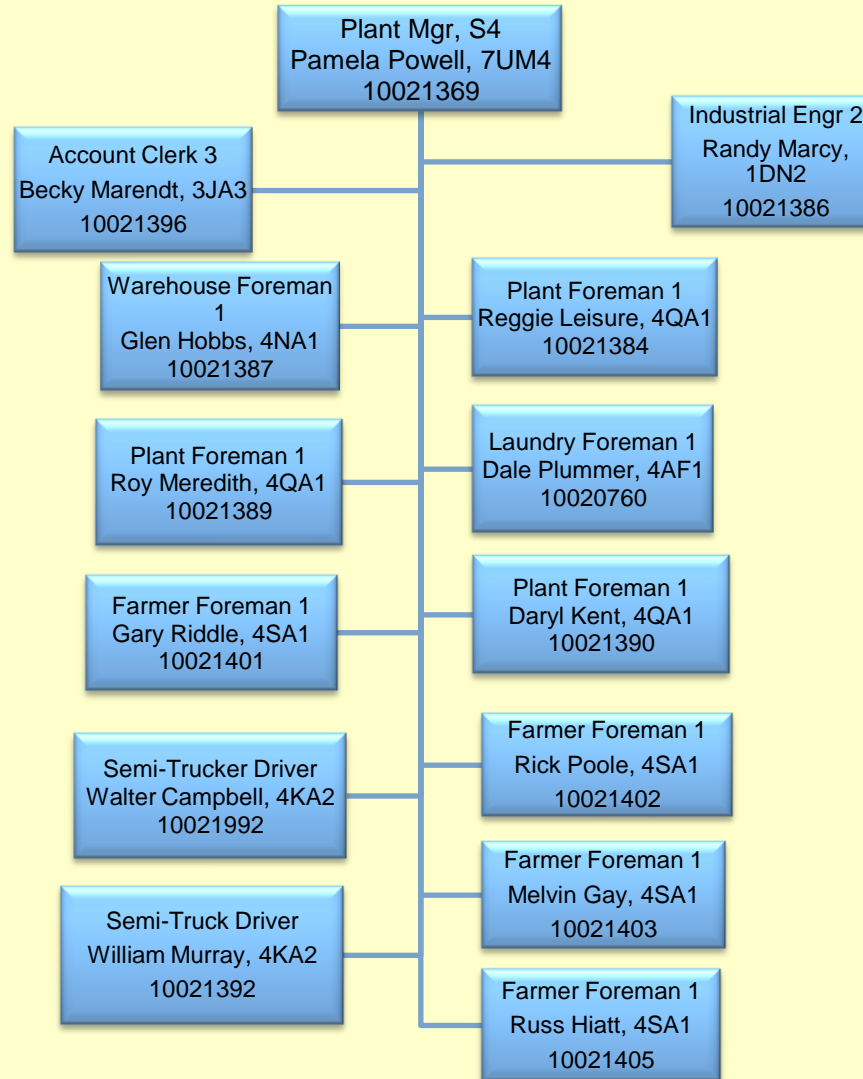 Plant Mgr, S4
Pamela Powell, 7UM4
10021369
Account Clerk 3
Becky Marendt, 3JA3
10021396
Industrial Engr 2
Randy Marcy,
1DN2
10021386
Warehouse Foreman
1
Glen Hobbs, 4NA1
10021387
Plant Foreman 1
Reggie Leisure, 4QA1
10021384
Plant Foreman 1
Roy Meredith, 4QA1
10021389
Laundry Foreman 1
Dale Plummer, 4AF1
10020760
Farmer Foreman 1
Gary Riddle, 4SA1
10021401
Plant Foreman 1
Daryl Kent, 4QA1
10021390
Semi-Trucker Driver
Walter Campbell, 4KA2
10021992
Farmer Foreman 1
Rick Poole, 4SA1
10021402
Farmer Foreman 1
Melvin Gay, 4SA1
10021403
Semi-Truck Driver
William Murray, 4KA2
10021392
Farmer Foreman 1
Russ Hiatt, 4SA1
10021405